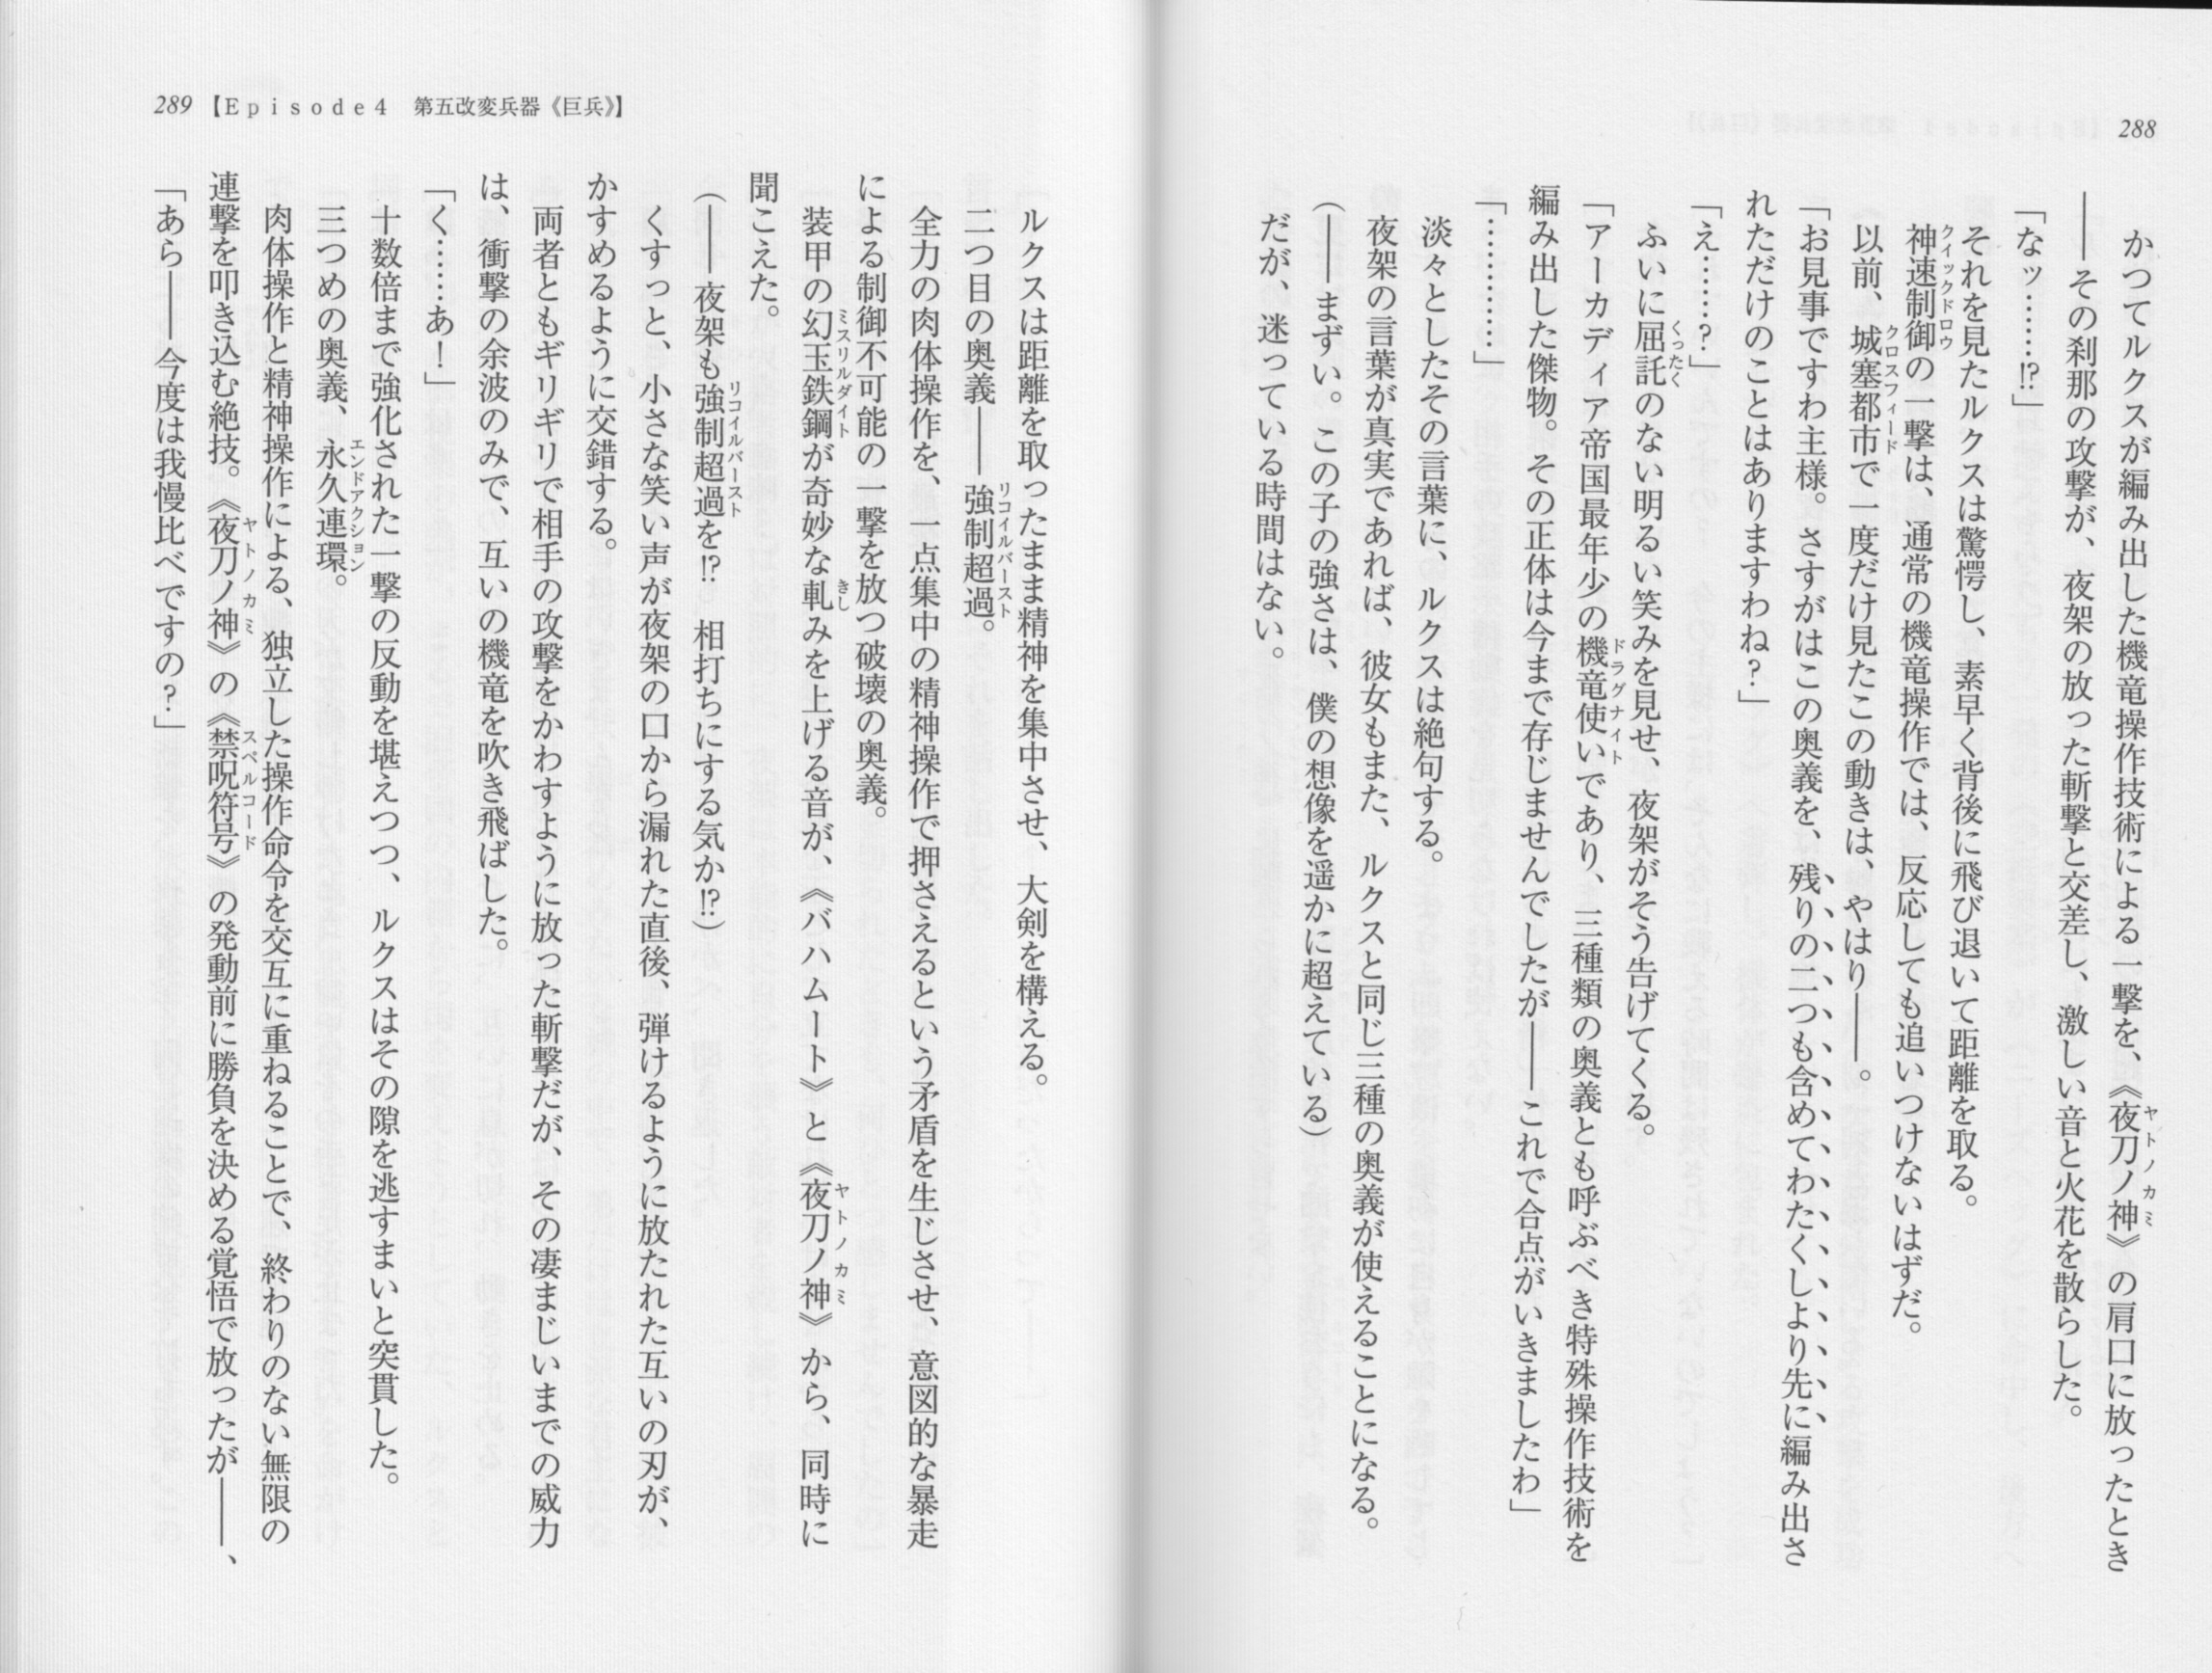 288
かつてルクスが編み出した機竜操作技術による一撃を、《夜刀ノ神》の肩口に放ったとき
――その刹那の攻撃が、夜架の放った斬撃と交差し、激しい音と火花を散らした。
「なッ……!?」
それを見たルクスは驚愕し、素早く背後に飛び退いて距離を取る。
神速制御の一撃は、通常の機竜操作では、反応しても追いつけないはずだ。
以前、城塞都市で一度だけ見たこの動きは、やはり――。
「お見事ですわ主様。さすがはこの奥義を、残りの二つも含めてわたくしより先に編み出さ
れただけのことはありますわね？」
「え……？」
ふいに屈託のない明るい笑みを見せ、夜架がそう告げてくる。
「アーカディア帝国最年少の機竜使いであり、三種類の奥義とも呼ぶべき特殊操作技術を
編み出した傑物。その正体は今まで存じませんでしたが――これで合点がいきましたわ」
「…………」
淡々としたその言葉に、ルクスは絶句する。
夜架の言葉が真実であれば、彼女もまた、ルクスと同じ三種の奥義が使えることになる。
（――まずい。この子の強さは、僕の想像を遥かに超えている）
だが、迷っている時間はない。
289【Episode4　第五改変兵器《巨兵》】
ルクスは距離を取ったまま精神を集中させ、大剣を構える。
二つ目の奥義――強制超過。
全力の肉体操作を、一点集中の精神操作で押さえるという矛盾を生じさせ、意図的な暴走
による制御不可能の一撃を放つ破壊の奥義。
装甲の幻玉鉄鋼が奇妙な軋みを上げる音が、《バハムート》と《夜刀ノ神》から、同時に
聞こえた。
（――夜架も強制超過を!?　相打ちにする気か!?）
くすっと、小さな笑い声が夜架の口から漏れた直後、弾けるように放たれた互いの刃が、
かすめるように交錯する。
両者ともギリギリで相手の攻撃をかわすように放った斬撃だが、その凄まじいまでの威力
は、衝撃の余波のみで、互いの機竜を吹き飛ばした。
「く……あ！」
十数倍まで強化された一撃の反動を堪えつつ、ルクスはその隙を逃すまいと突貫した。
三つめの奥義、永久連環。
肉体操作と精神操作による、独立した操作命令を交互に重ねることで、終わりのない無限の
連撃を叩き込む絶技。《夜刀ノ神》の《禁呪符号》の発動前に勝負を決める覚悟で放ったが――、
「あら――今度は我慢比べですの？」